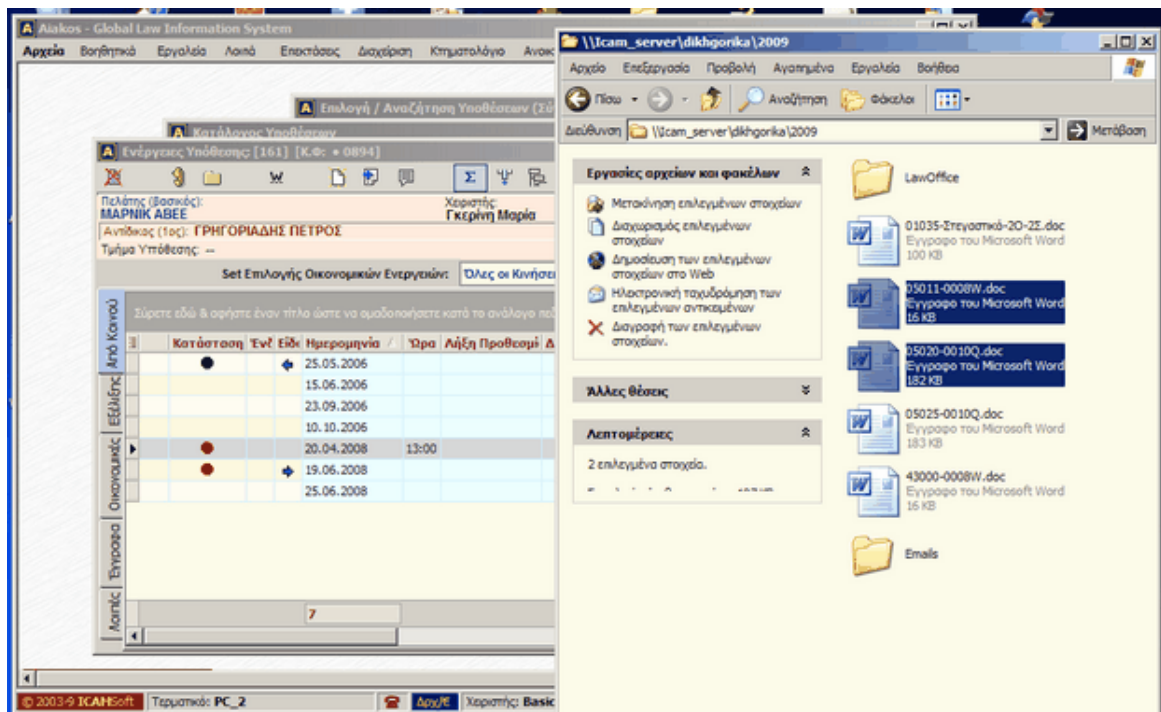 Aiakos - Global Law Information System
Αρχεία Βοηθητικά Εργαλεία Λοιπά Επεκτάσεις Διαχείριση Κτηματολόγιο
Επιλογή / Αναζήτηση Υποθέσεων
Κατάλογος Υποθέσεων
Ενέργειες Υπόθεσης: [161] [Κ.Φ: • 0894]
Πελάτης (βασικός):
ΜΑΡΝΙΚ ΑΒΕΕ
Χειριστής:
Γκερίνη Μαρία
Αντίδικος (1ος): ΓΡΗΓΟΡΙΑΔΗΣ ΠΕΤΡΟΣ
Τμήμα Υπόθεσης: --
Set Επιλογής Οικονομικών Ενεργειών: Όλες οι Κινήσε
Σύρετε εδώ & αφήστε έναν τίτλο ώστε να ομαδοποιήσετε κατά το ανάλογο
Κατάσταση Ένδ Είδ Ημερομηνία Ώρα Λήξη Προθεσμί
25.05.2006
15.06.2006
23.09.2006
10.10.2006
20.04.2008 13:00
19.06.2008
25.06.2008
7
Από Κοινού
Εξέλιξης
Οικονομικές
Έγγραφα
Λοιπές
© 2003-9 ICAMSoft Τερματικό: PC_2 Αρχ/Ε Χειριστής: Basic
\\Icam_server\dikhgorika\2009
Αρχείο Επεξεργασία Προβολή Αγαπημένα Εργαλεία Βοήθεια
Πίσω Αναζήτηση Φάκελοι
Διεύθυνση \\Icam_server\dikhgorika\2009 Μετάβαση
Εργασίες αρχείων και φακέλων
Μετακίνηση επιλεγμένων στοιχείων
Διαμοιρασμός επιλεγμένων
στοιχείων
Δημοσίευση των επιλεγμένων
στοιχείων στο Web
Ηλεκτρονική ταχυδρόμηση των
επιλεγμένων αντικειμένων
Διαγραφή των επιλεγμένων
στοιχείων.
Άλλες θέσεις
Λεπτομέρειες
2 επιλεγμένα στοιχεία.
LawOffice
01035-Στεγαστικό-2Ο-2Σ.doc
Έγγραφο του Microsoft Word
100 KB
05011-0008W.doc
Έγγραφο του Microsoft Word
16 KB
05020-0010Q.doc
Έγγραφο του Microsoft Word
182 KB
05025-0010Q.doc
Έγγραφο του Microsoft Word
183 KB
43000-0008W.doc
Έγγραφο του Microsoft Word
16 KB
Emails